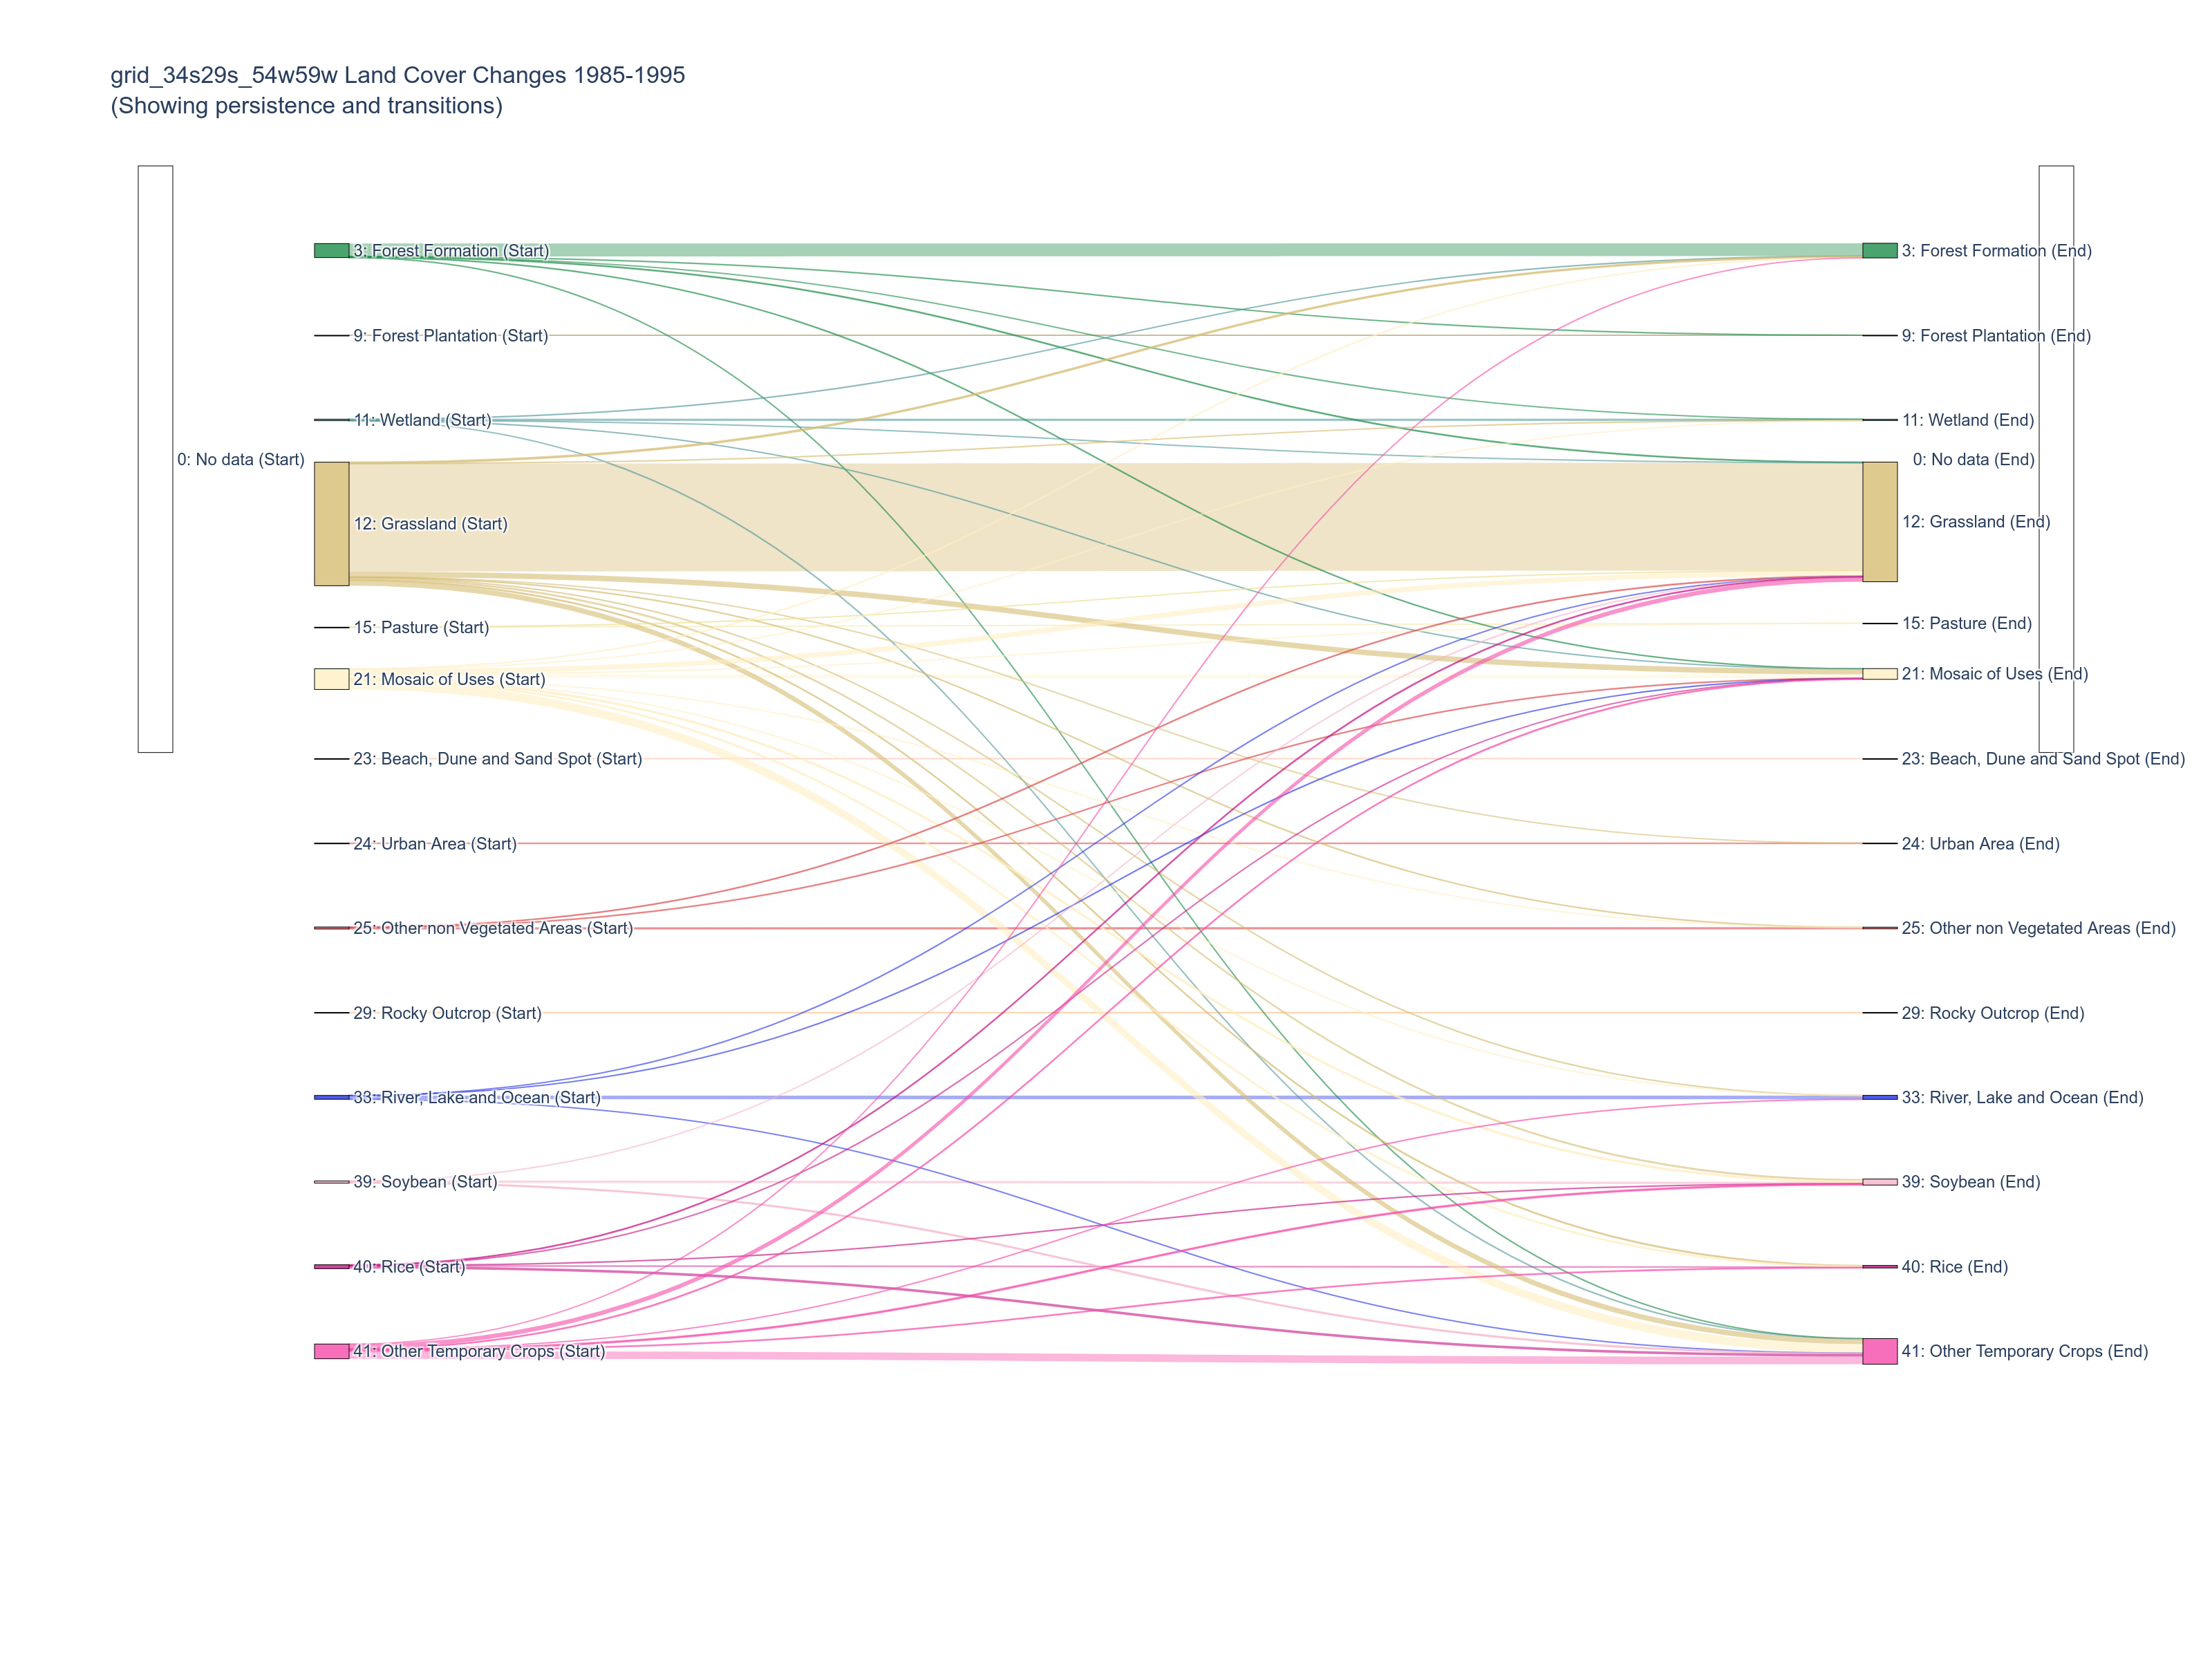 grid_34s29s_54w59w Land Cover Changes 1985-1995
(Showing persistence and transitions)
3: Forest Formation (Start)
3: Forest Formation (End)
9: Forest Plantation (Start)
9: Forest Plantation (End)
11: Wetland (Start)
11: Wetland (End)
0: No data (Start)
0: No data (End)
12: Grassland (Start)
12: Grassland (End)
15: Pasture (Start)
15: Pasture (End)
21: Mosaic of Uses (Start)
21: Mosaic of Uses (End)
23: Beach, Dune and Sand Spot (Start)
23: Beach, Dune and Sand Spot (End)
24: Urban Area (Start)
24: Urban Area (End)
25: Other non Vegetated Areas (Start)
25: Other non Vegetated Areas (End)
29: Rocky Outcrop (Start)
29: Rocky Outcrop (End)
33: River, Lake and Ocean (Start)
33: River, Lake and Ocean (End)
39: Soybean (Start)
39: Soybean (End)
40: Rice (Start)
40: Rice (End)
41: Other Temporary Crops (Start)
41: Other Temporary Crops (End)